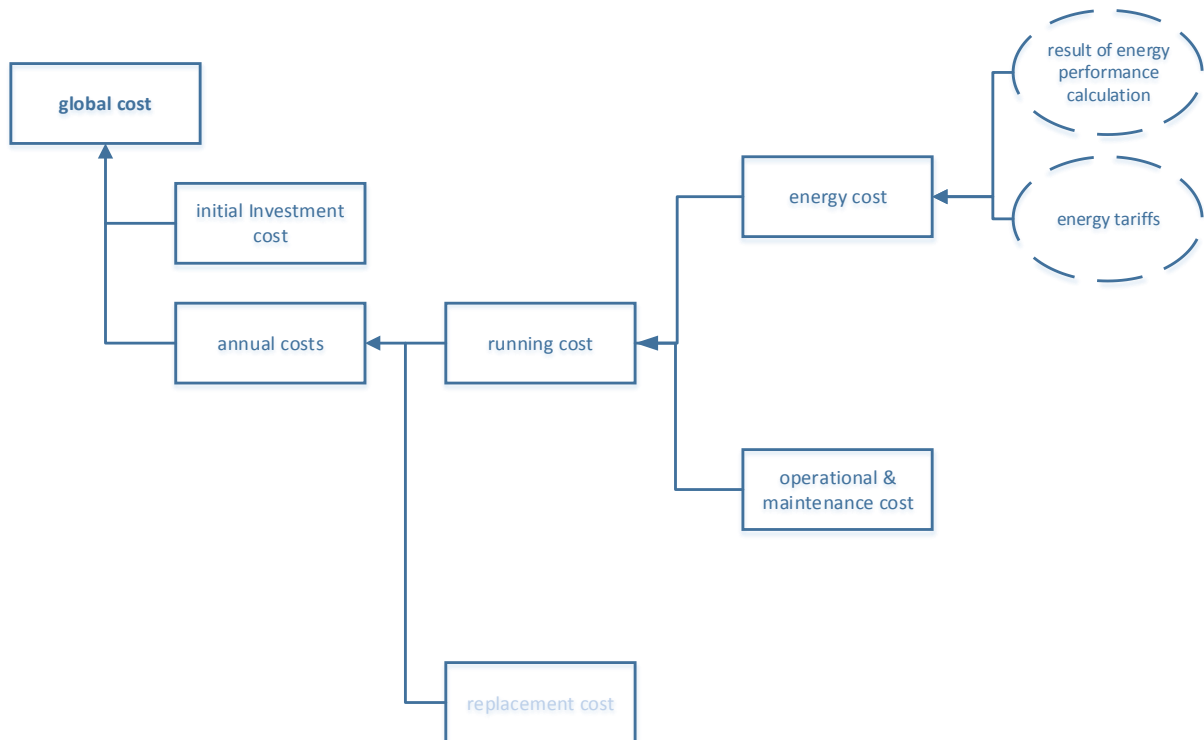 global cost
initial Investment
cost
annual costs
running cost
replacement cost
energy cost
operational &
maintenance cost
result of energy
performance
calculation
energy tariffs